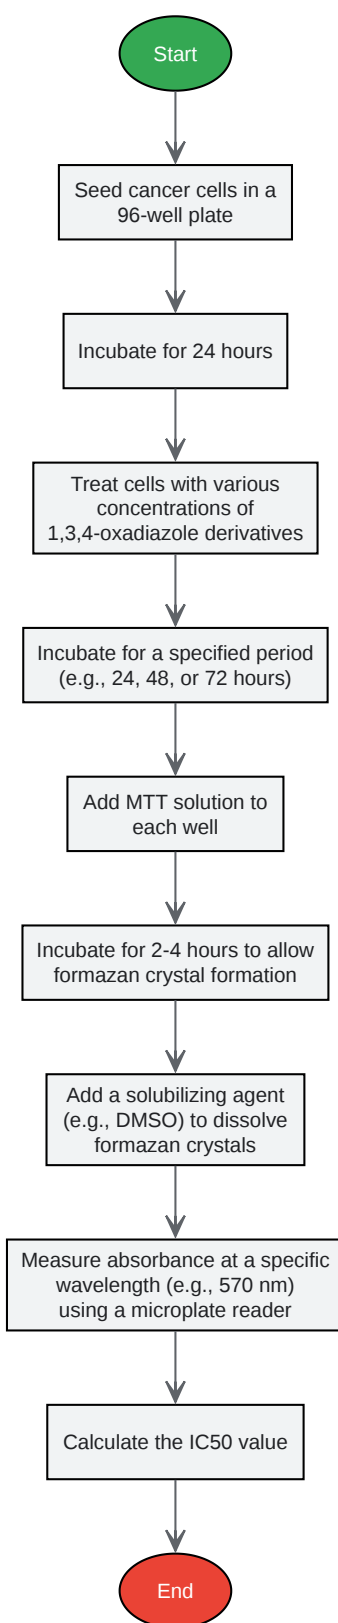 Start
Seed cancer cells in a
96-well plate
Incubate for 24 hours
Treat cells with various
concentrations of
1,3,4-oxadiazole derivatives
Incubate for a specified period
(e.g., 24, 48, or 72 hours)
Add MTT solution to
each well
Incubate for 2-4 hours to allow
formazan crystal formation
Add a solubilizing agent
(e.g., DMSO) to dissolve
formazan crystals
Measure absorbance at a specific
wavelength (e.g., 570 nm)
using a microplate reader
Calculate the IC50 value
End